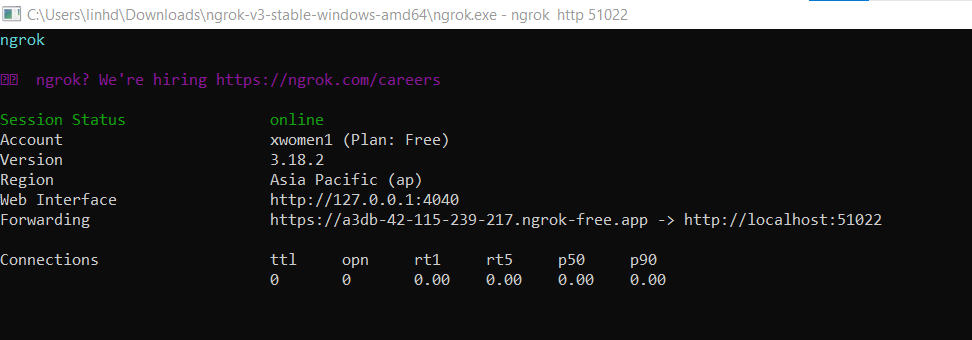 C:\Users\linhd\Downloads\ngrok-v3-stable-windows-amd64\ngrok.exe - ngrok  http 51022
ngrok
ngrok? We're hiring https://ngrok.com/careers
Session Status                online
Account                       xwomen1 (Plan: Free)
Version                       3.18.2
Region                        Asia Pacific (ap)
Web Interface                 http://127.0.0.1:4040
Forwarding                    https://a3db-42-115-239-217.ngrok-free.app -> http://localhost:51022
Connections                   ttl     opn     rt1     rt5     p50     p90
                              0       0       0.00    0.00    0.00    0.00